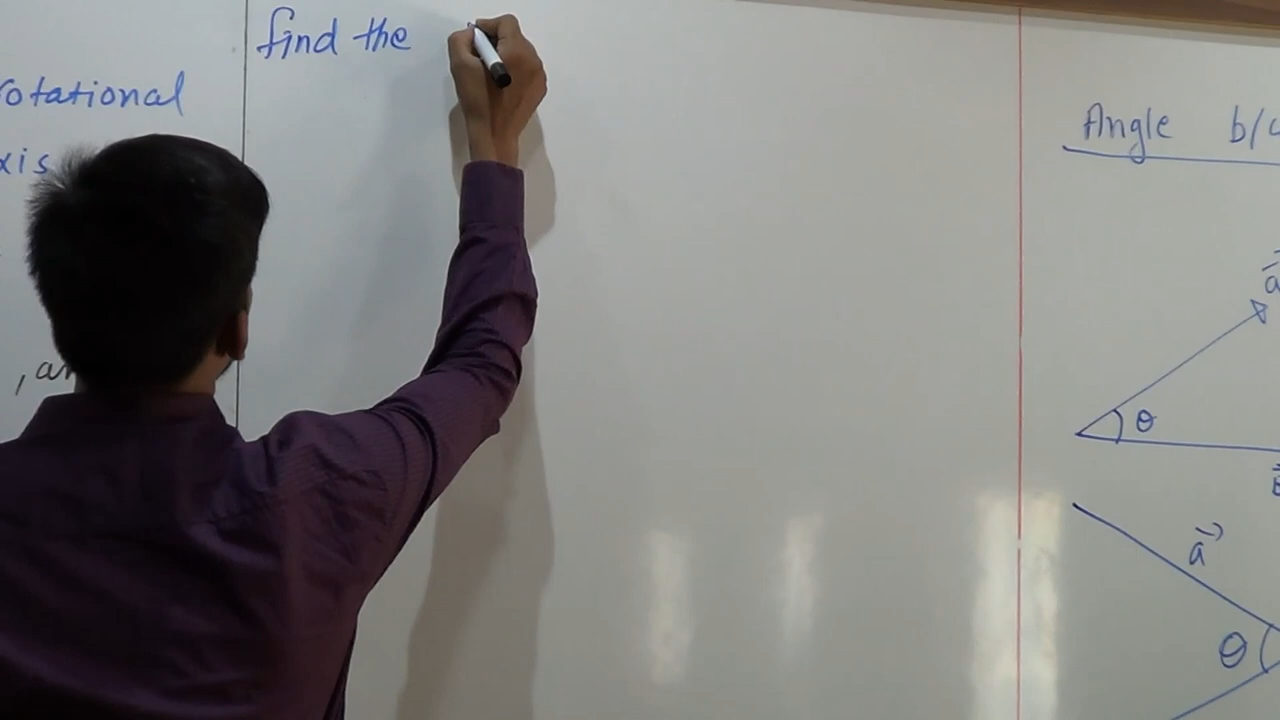 rotational
xis
, an
find the
Angle b/w
a
θ
a
θ